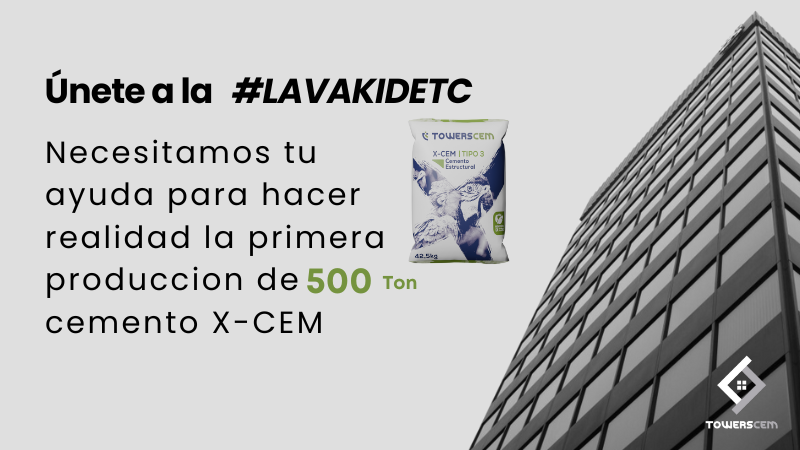 Únete a la #LAVAKIDETC
Necesitamos tu
ayuda para hacer
realidad la primera
produccion de 500 Ton
cemento X-CEM
TOWERSCEM
X-CEM | TIPO 3
Cemento
Estructural
42.5kg
TOWERSCEM